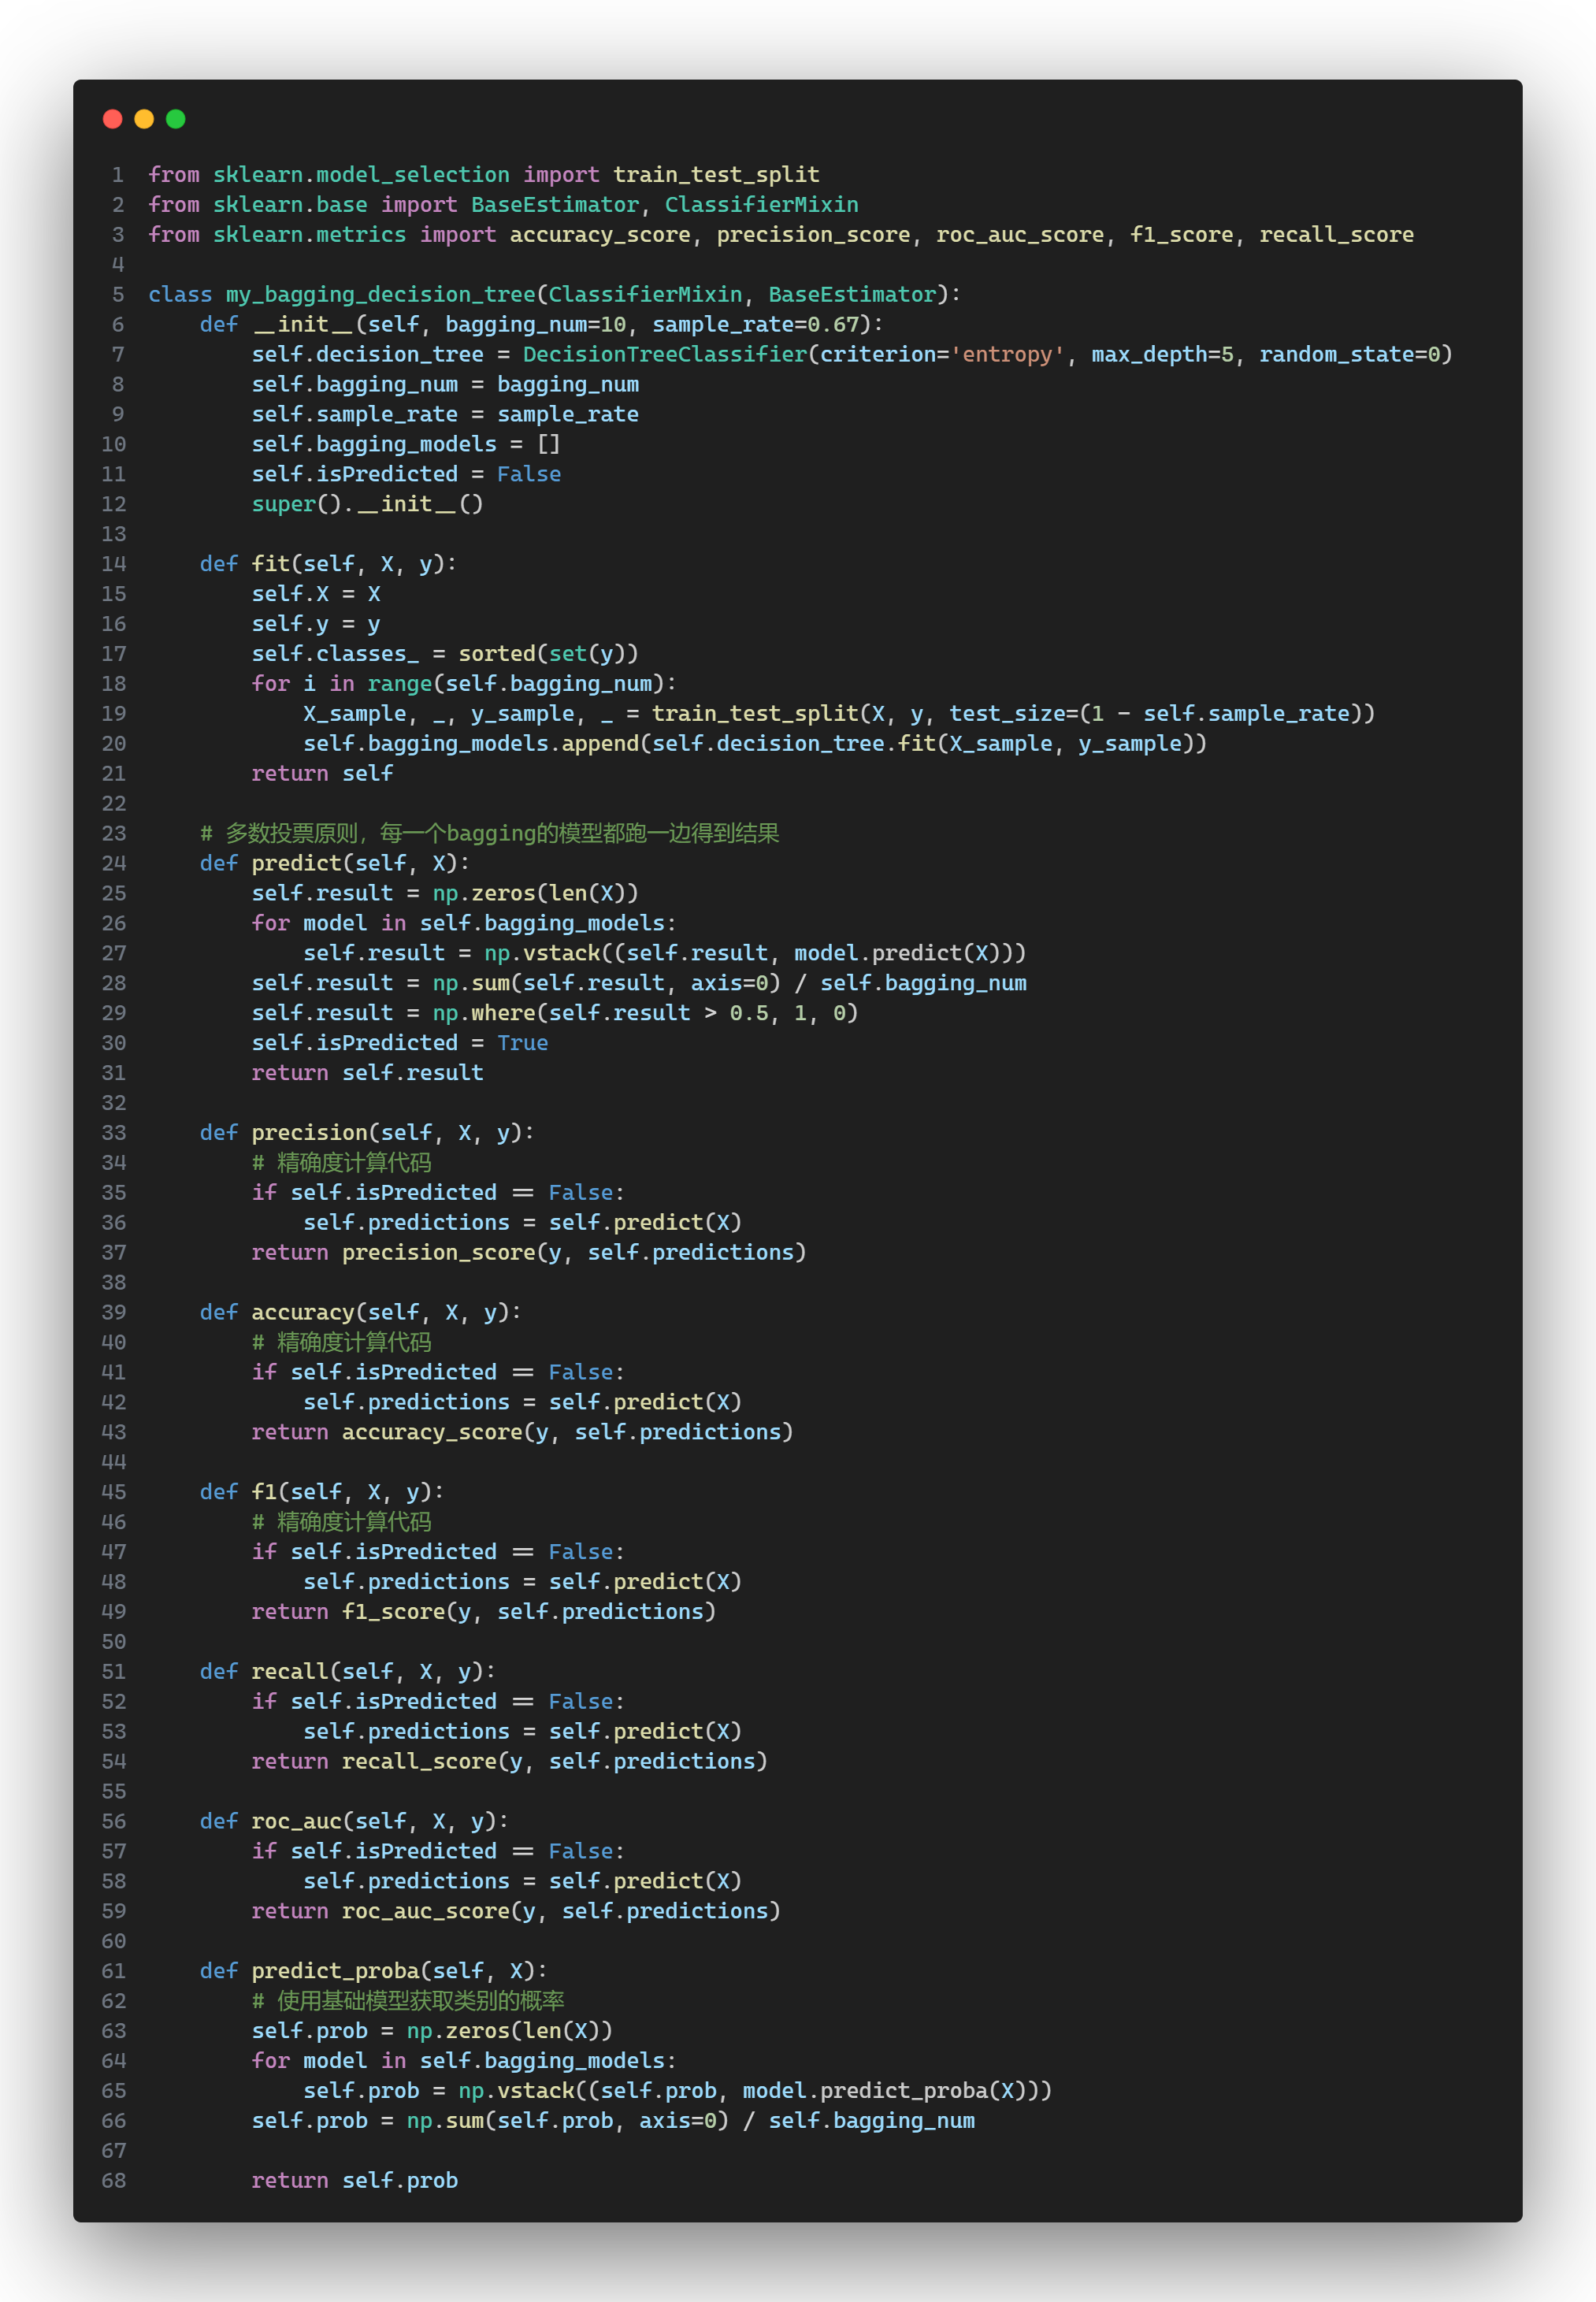 1 from sklearn.model_selection import train_test_split
2 from sklearn.base import BaseEstimator, ClassifierMixin
3 from sklearn.metrics import accuracy_score, precision_score, roc_auc_score, f1_score, recall_score
4
5 class my_bagging_decision_tree(ClassifierMixin, BaseEstimator):
6     def __init__(self, bagging_num=10, sample_rate=0.67):
7         self.decision_tree = DecisionTreeClassifier(criterion='entropy', max_depth=5, random_state=0)
8         self.bagging_num = bagging_num
9         self.sample_rate = sample_rate
10         self.bagging_models = []
11         self.isPredicted = False
12         super().__init__()
13
14     def fit(self, X, y):
15         self.X = X
16         self.y = y
17         self.classes_ = sorted(set(y))
18         for i in range(self.bagging_num):
19             X_sample, _, y_sample, _ = train_test_split(X, y, test_size=(1 - self.sample_rate))
20             self.bagging_models.append(self.decision_tree.fit(X_sample, y_sample))
21         return self
22
23     # 多数投票原则，每一个bagging的模型都跑一边得到结果
24     def predict(self, X):
25         self.result = np.zeros(len(X))
26         for model in self.bagging_models:
27             self.result = np.vstack((self.result, model.predict(X)))
28         self.result = np.sum(self.result, axis=0) / self.bagging_num
29         self.result = np.where(self.result > 0.5, 1, 0)
30         self.isPredicted = True
31         return self.result
32
33     def precision(self, X, y):
34         # 精确度计算代码
35         if self.isPredicted == False:
36             self.predictions = self.predict(X)
37         return precision_score(y, self.predictions)
38
39     def accuracy(self, X, y):
40         # 精确度计算代码
41         if self.isPredicted == False:
42             self.predictions = self.predict(X)
43         return accuracy_score(y, self.predictions)
44
45     def f1(self, X, y):
46         # 精确度计算代码
47         if self.isPredicted == False:
48             self.predictions = self.predict(X)
49         return f1_score(y, self.predictions)
50
51     def recall(self, X, y):
52         if self.isPredicted == False:
53             self.predictions = self.predict(X)
54         return recall_score(y, self.predictions)
55
56     def roc_auc(self, X, y):
57         if self.isPredicted == False:
58             self.predictions = self.predict(X)
59         return roc_auc_score(y, self.predictions)
60
61     def predict_proba(self, X):
62         # 使用基础模型获取类别的概率
63         self.prob = np.zeros(len(X))
64         for model in self.bagging_models:
65             self.prob = np.vstack((self.prob, model.predict_proba(X)))
66         self.prob = np.sum(self.prob, axis=0) / self.bagging_num
67
68         return self.prob